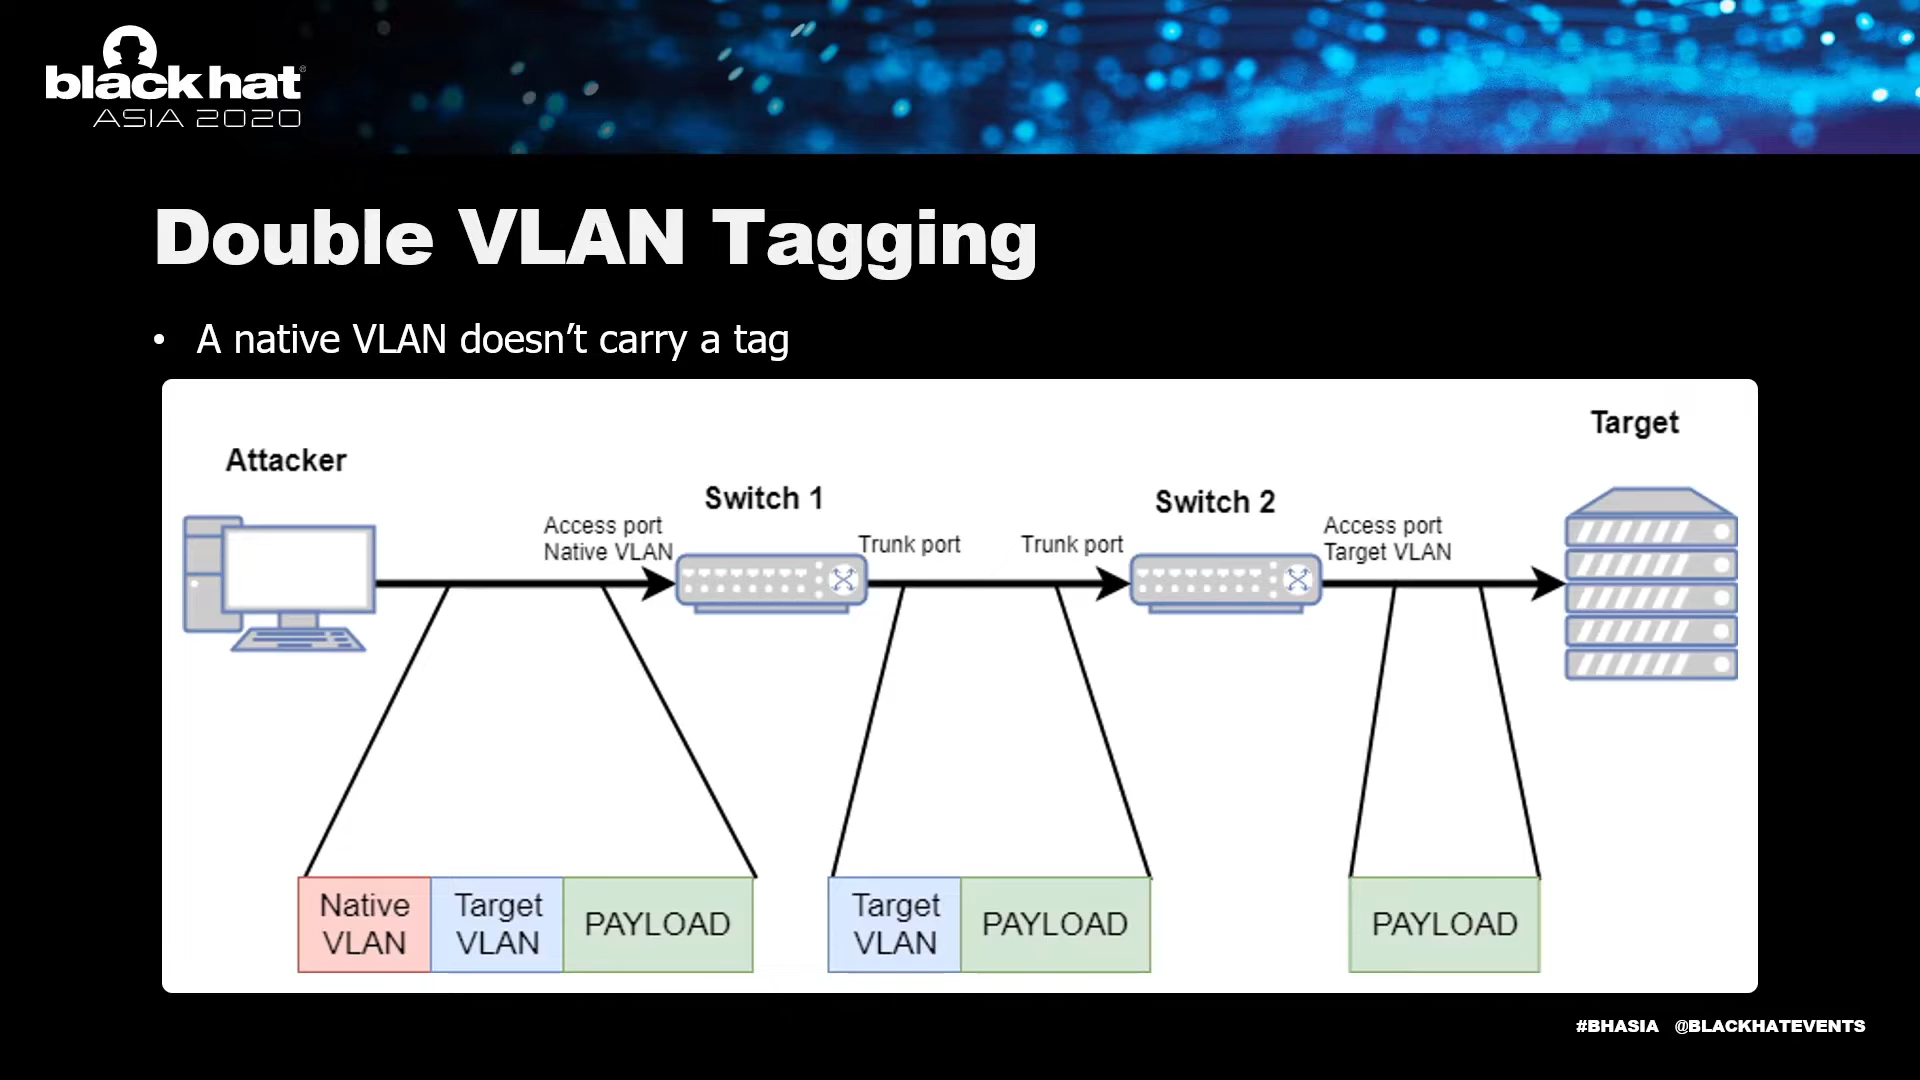 black hat®
ASIA 2020
Double VLAN Tagging
• A native VLAN doesn’t carry a tag
Target
Attacker
Switch 1
Switch 2
Access port
Native VLAN
Trunk port
Trunk port
Access port
Target VLAN
Native
VLAN
Target
VLAN
PAYLOAD
Target
VLAN
PAYLOAD
PAYLOAD
#BHASIA @BLACKHATEVENTS